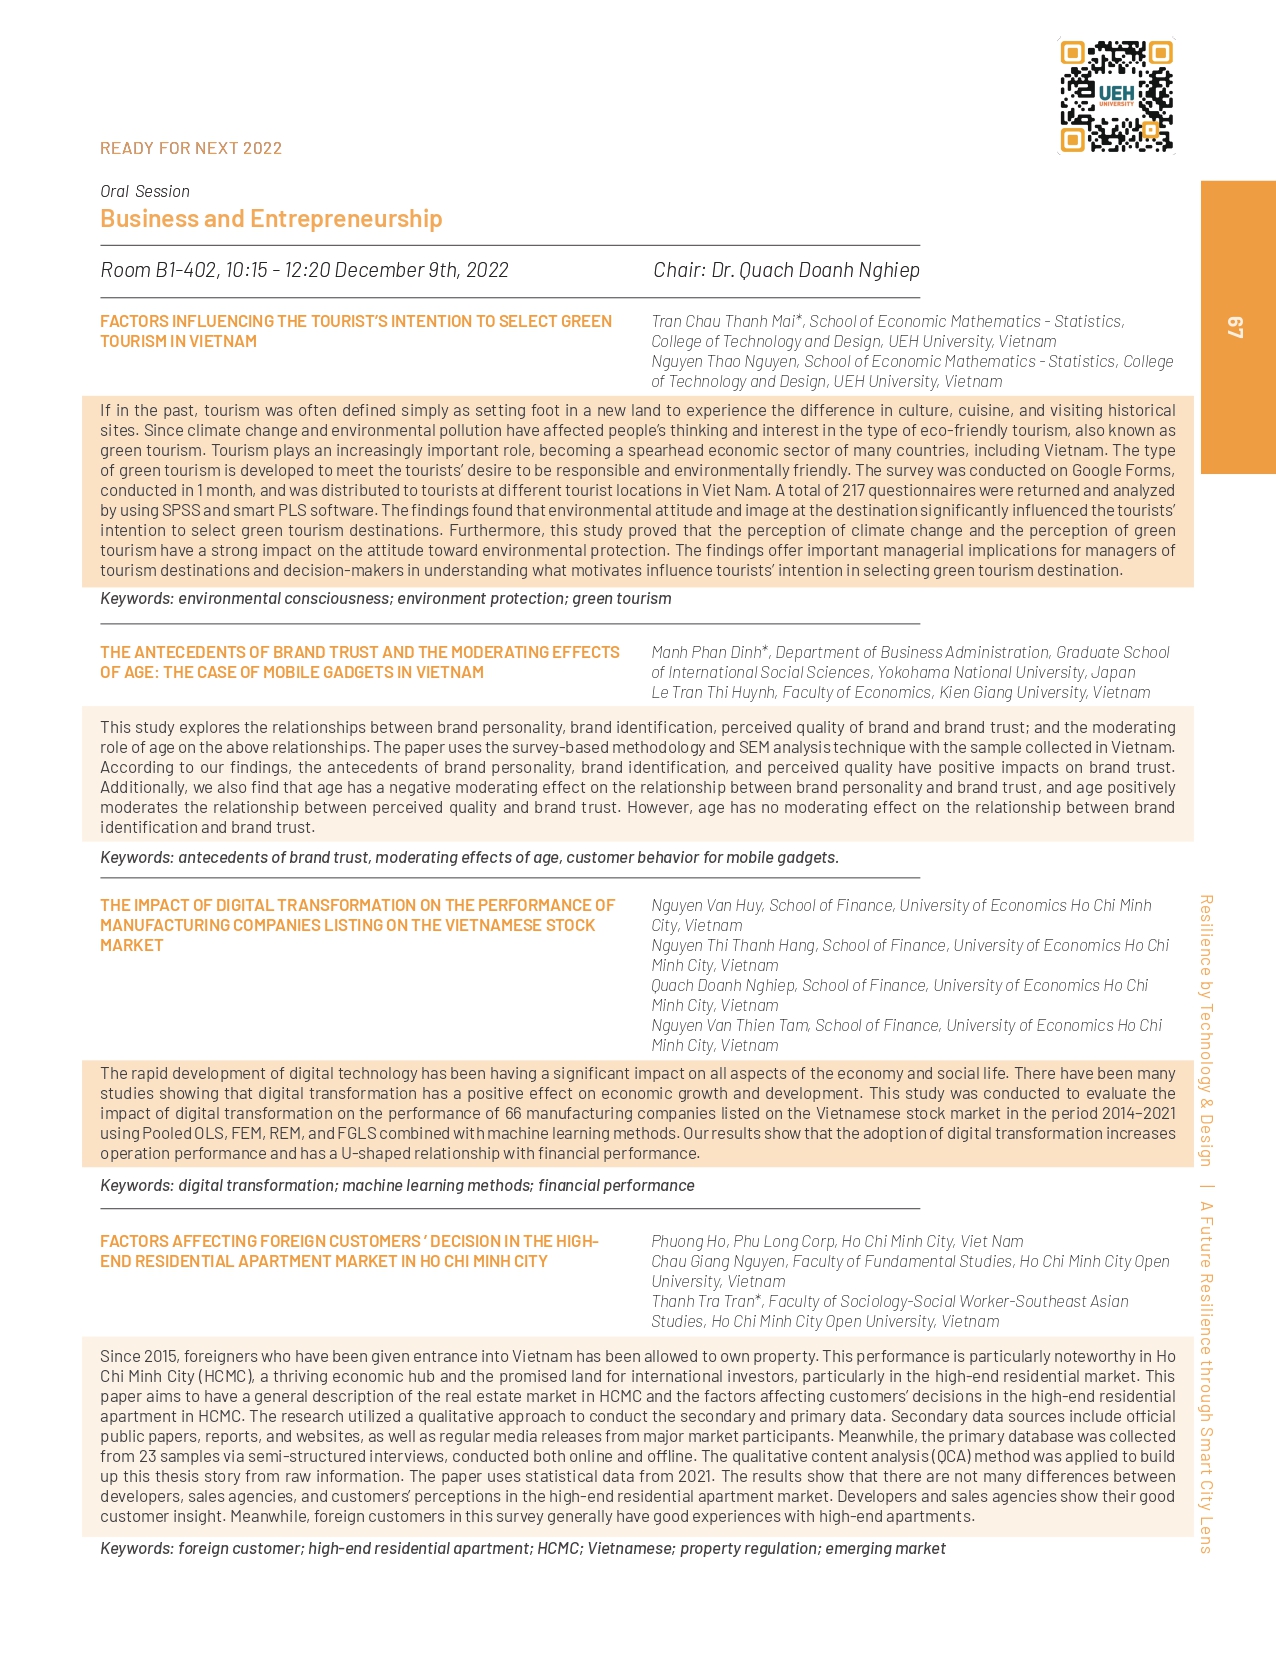 UEH
UNIVERSITY
READY FOR NEXT 2022
Oral Session
Business and Entrepreneurship
Room B1-402, 10:15 - 12:20 December 9th, 2022
Chair: Dr. Quach Doanh Nghiep
67
FACTORS INFLUENCING THE TOURIST’S INTENTION TO SELECT GREEN
TOURISM IN VIETNAM
Tran Chau Thanh Mai*, School of Economic Mathematics - Statistics,
College of Technology and Design, UEH University, Vietnam
Nguyen Thao Nguyen, School of Economic Mathematics - Statistics, College
of Technology and Design, UEH University, Vietnam
If in the past, tourism was often defined simply as setting foot in a new land to experience the difference in culture, cuisine, and visiting historical
sites. Since climate change and environmental pollution have affected people’s thinking and interest in the type of eco-friendly tourism, also known as
green tourism. Tourism plays an increasingly important role, becoming a spearhead economic sector of many countries, including Vietnam. The type
of green tourism is developed to meet the tourists’ desire to be responsible and environmentally friendly. The survey was conducted on Google Forms,
conducted in 1 month, and was distributed to tourists at different tourist locations in Viet Nam. A total of 217 questionnaires were returned and analyzed
by using SPSS and smart PLS software. The findings found that environmental attitude and image at the destination significantly influenced the tourists’
intention to select green tourism destinations. Furthermore, this study proved that the perception of climate change and the perception of green
tourism have a strong impact on the attitude toward environmental protection. The findings offer important managerial implications for managers of
tourism destinations and decision-makers in understanding what motivates influence tourists’ intention in selecting green tourism destination.
Keywords: environmental consciousness; environment protection; green tourism
THE ANTECEDENTS OF BRAND TRUST AND THE MODERATING EFFECTS
OF AGE: THE CASE OF MOBILE GADGETS IN VIETNAM
Manh Phan Dinh*, Department of Business Administration, Graduate School
of International Social Sciences, Yokohama National University, Japan
Le Tran Thi Huynh, Faculty of Economics, Kien Giang University, Vietnam
This study explores the relationships between brand personality, brand identification, perceived quality of brand and brand trust; and the moderating
role of age on the above relationships. The paper uses the survey-based methodology and SEM analysis technique with the sample collected in Vietnam.
According to our findings, the antecedents of brand personality, brand identification, and perceived quality have positive impacts on brand trust.
Additionally, we also find that age has a negative moderating effect on the relationship between brand personality and brand trust, and age positively
moderates the relationship between perceived quality and brand trust. However, age has no moderating effect on the relationship between brand
identification and brand trust.
Keywords: antecedents of brand trust, moderating effects of age, customer behavior for mobile gadgets.
THE IMPACT OF DIGITAL TRANSFORMATION ON THE PERFORMANCE OF
MANUFACTURING COMPANIES LISTING ON THE VIETNAMESE STOCK
MARKET
Nguyen Van Huy, School of Finance, University of Economics Ho Chi Minh
City, Vietnam
Nguyen Thi Thanh Hang, School of Finance, University of Economics Ho Chi
Minh City, Vietnam
Quach Doanh Nghiep, School of Finance, University of Economics Ho Chi
Minh City, Vietnam
Nguyen Van Thien Tam, School of Finance, University of Economics Ho Chi
Minh City, Vietnam
The rapid development of digital technology has been having a significant impact on all aspects of the economy and social life. There have been many
studies showing that digital transformation has a positive effect on economic growth and development. This study was conducted to evaluate the
impact of digital transformation on the performance of 66 manufacturing companies listed on the Vietnamese stock market in the period 2014–2021
using Pooled OLS, FEM, REM, and FGLS combined with machine learning methods. Our results show that the adoption of digital transformation increases
operation performance and has a U-shaped relationship with financial performance.
Keywords: digital transformation; machine learning methods; financial performance
FACTORS AFFECTING FOREIGN CUSTOMERS ’ DECISION IN THE HIGH-
END RESIDENTIAL APARTMENT MARKET IN HO CHI MINH CITY
Phuong Ho, Phu Long Corp, Ho Chi Minh City, Viet Nam
Chau Giang Nguyen, Faculty of Fundamental Studies, Ho Chi Minh City Open
University, Vietnam
Thanh Tra Tran*, Faculty of Sociology-Social Worker-Southeast Asian
Studies, Ho Chi Minh City Open University, Vietnam
Since 2015, foreigners who have been given entrance into Vietnam has been allowed to own property. This performance is particularly noteworthy in Ho
Chi Minh City (HCMC), a thriving economic hub and the promised land for international investors, particularly in the high-end residential market. This
paper aims to have a general description of the real estate market in HCMC and the factors affecting customers’ decisions in the high-end residential
apartment in HCMC. The research utilized a qualitative approach to conduct the secondary and primary data. Secondary data sources include official
public papers, reports, and websites, as well as regular media releases from major market participants. Meanwhile, the primary database was collected
from 23 samples via semi-structured interviews, conducted both online and offline. The qualitative content analysis (QCA) method was applied to build
up this thesis story from raw information. The paper uses statistical data from 2021. The results show that there are not many differences between
developers, sales agencies, and customers’ perceptions in the high-end residential apartment market. Developers and sales agencies show their good
customer insight. Meanwhile, foreign customers in this survey generally have good experiences with high-end apartments.
Keywords: foreign customer; high-end residential apartment; HCMC; Vietnamese; property regulation; emerging market
Resilience by Technology & Design | A Future Resilience through Smart City Lens